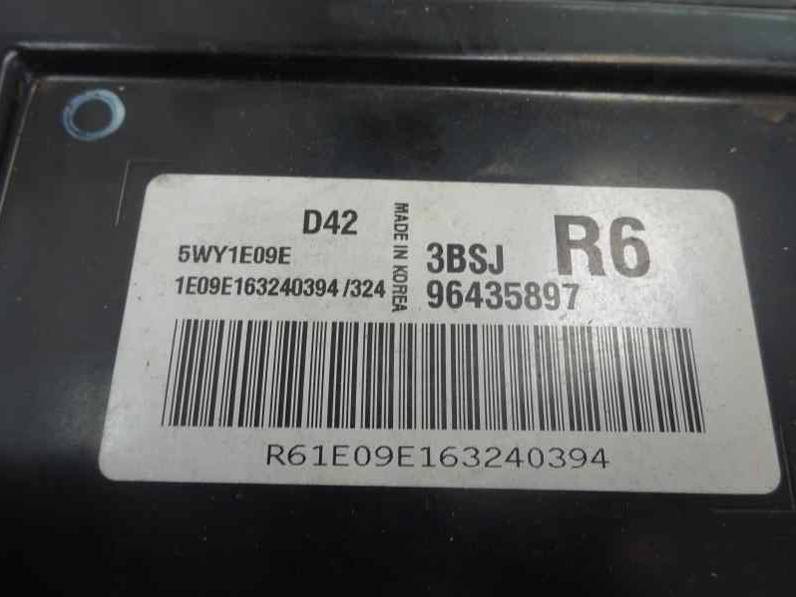 D42
5WY1E09E
1E09E163240394 /324
MADE IN KOREA
3BSJ
96435897
R6
R61E09E163240394